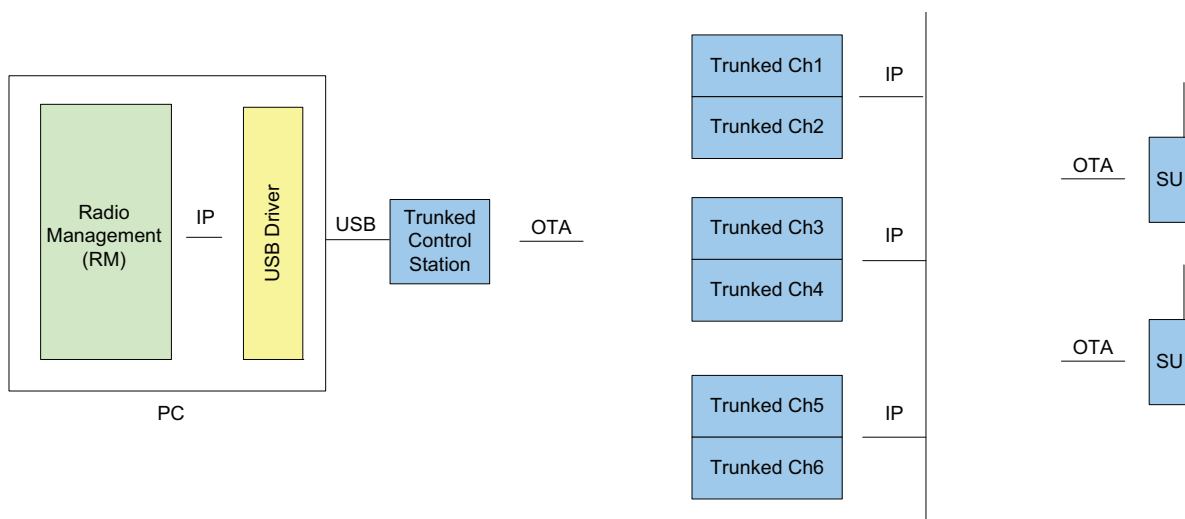 Radio
Management
(RM)
IP
USB Driver
PC
USB
Trunked
Control
Station
OTA
Trunked Ch1
Trunked Ch2
IP
Trunked Ch3
Trunked Ch4
IP
Trunked Ch5
Trunked Ch6
IP
OTA
SU
OTA
SU